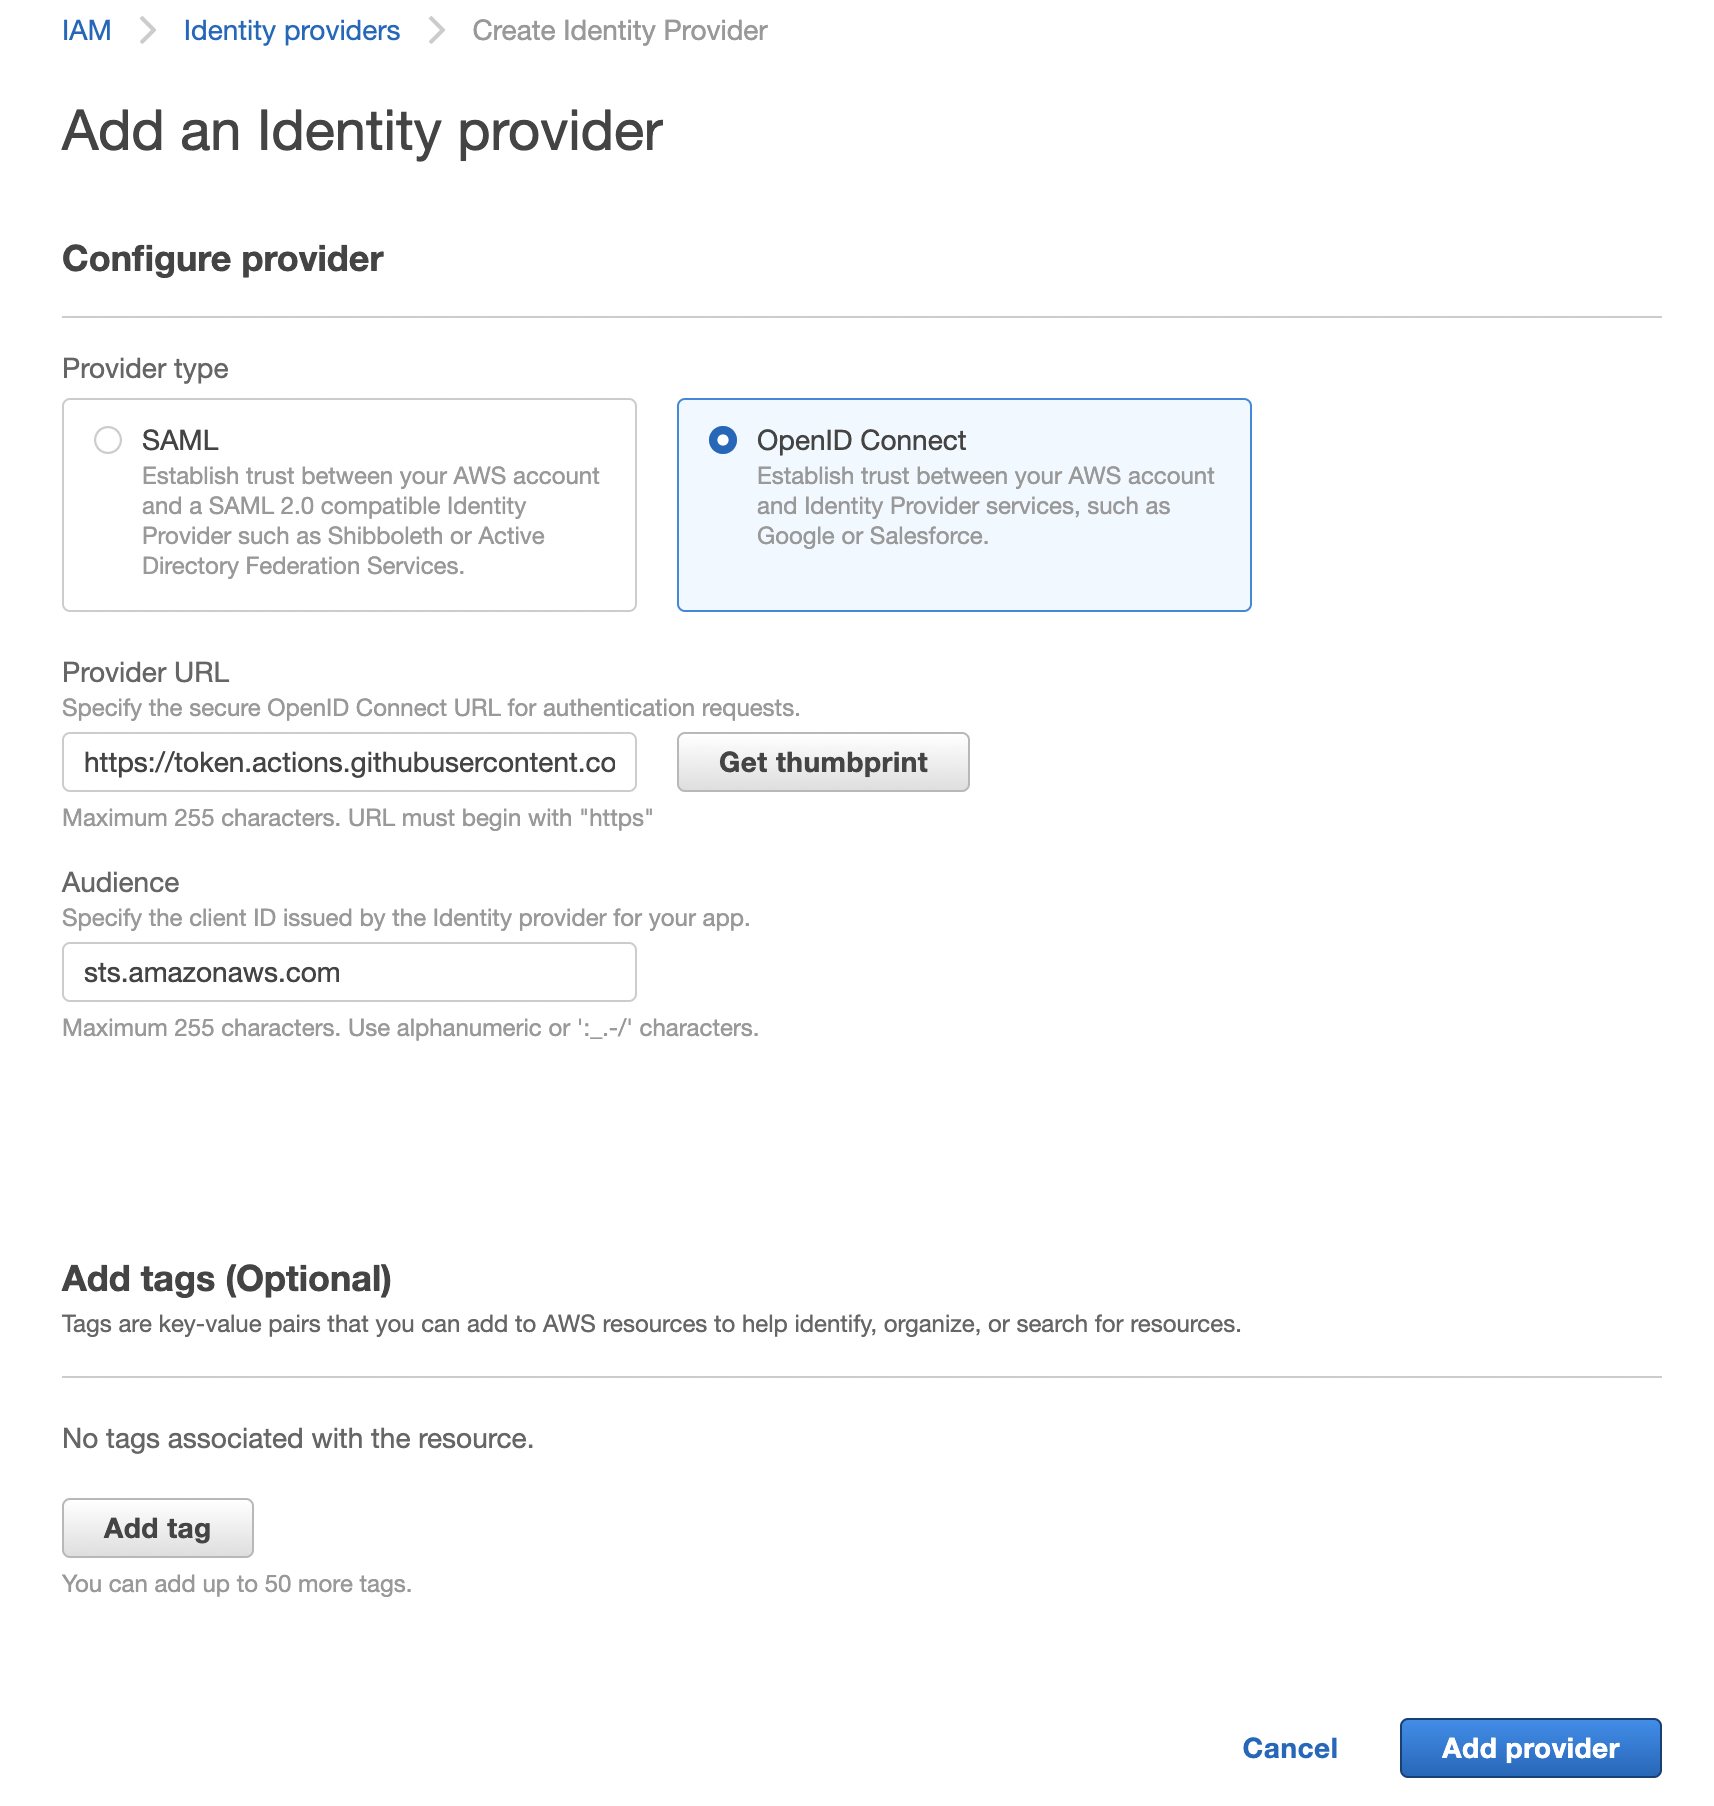 IAM > Identity providers > Create Identity Provider
Add an Identity provider
Configure provider
Provider type
SAML
Establish trust between your AWS account
and a SAML 2.0 compatible Identity
Provider such as Shibboleth or Active
Directory Federation Services.
OpenID Connect
Establish trust between your AWS account
and Identity Provider services, such as
Google or Salesforce.
Provider URL
Specify the secure OpenID Connect URL for authentication requests.
https://token.actions.githubusercontent.co
Get thumbprint
Maximum 255 characters. URL must begin with "https"
Audience
Specify the client ID issued by the Identity provider for your app.
sts.amazonaws.com
Maximum 255 characters. Use alphanumeric or ':_.-/' characters.
Add tags (Optional)
Tags are key-value pairs that you can add to AWS resources to help identify, organize, or search for resources.
No tags associated with the resource.
Add tag
You can add up to 50 more tags.
Cancel
Add provider